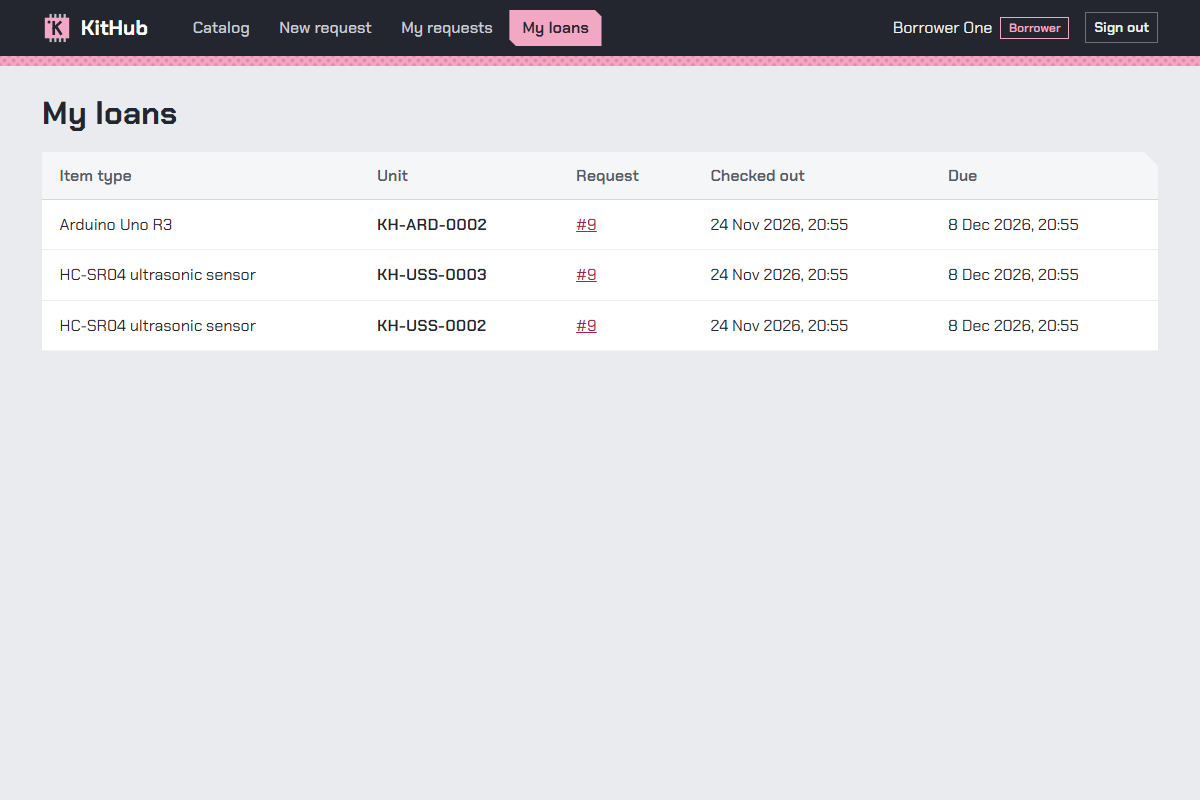 K KitHub Catalog New request My requests My loans Borrower One Borrower Sign out
My loans
Item type Unit Request Checked out Due
Arduino Uno R3 KH-ARD-0002 #9 24 Nov 2026, 20:55 8 Dec 2026, 20:55
HC-SR04 ultrasonic sensor KH-USS-0003 #9 24 Nov 2026, 20:55 8 Dec 2026, 20:55
HC-SR04 ultrasonic sensor KH-USS-0002 #9 24 Nov 2026, 20:55 8 Dec 2026, 20:55